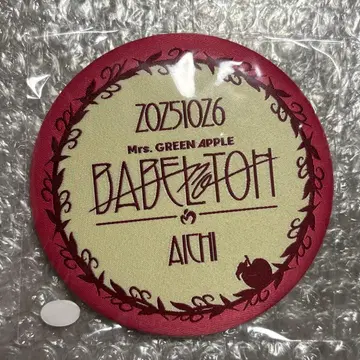 20251026
Mrs. GREEN APPLE
BABEL no TOH
AICHI